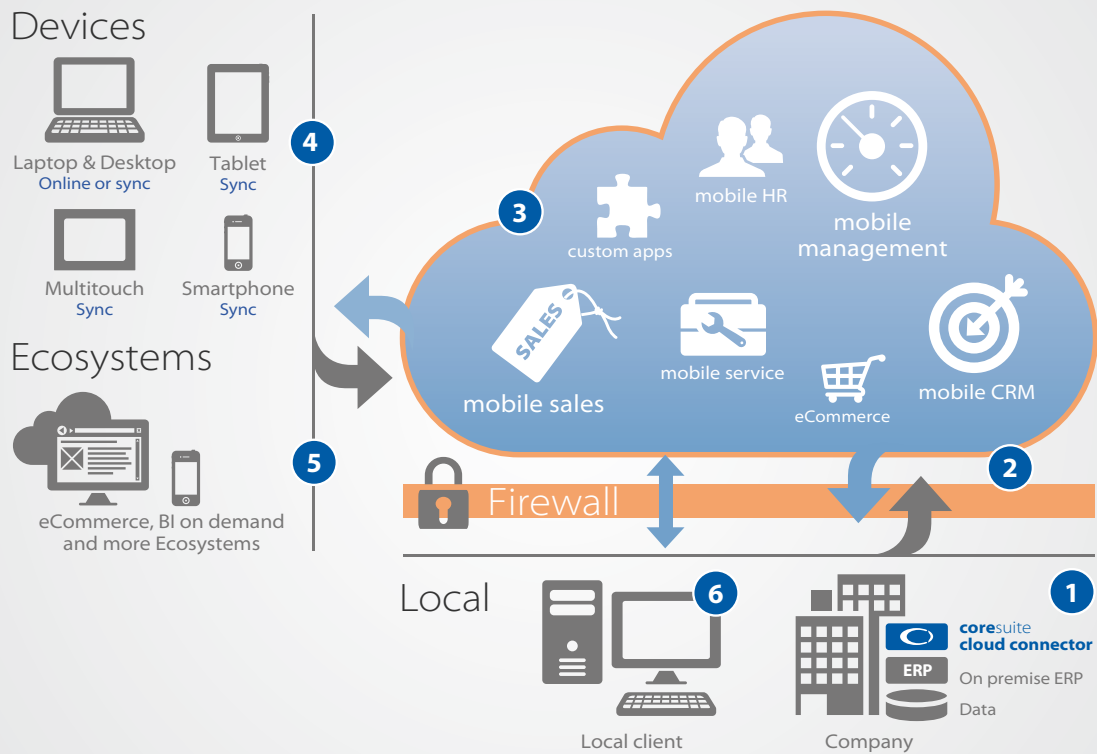 Devices
Laptop & Desktop
Online or sync
Tablet
Sync
Multitouch
Sync
Smartphone
Sync
4
Ecosystems
5
eCommerce, BI on demand
and more Ecosystems
3
mobile HR
custom apps
mobile
management
SALES
mobile sales
mobile service
eCommerce
mobile CRM
2
Firewall
Local
6
Local client
1
coresuite
cloud connector
ERP
On premise ERP
Data
Company